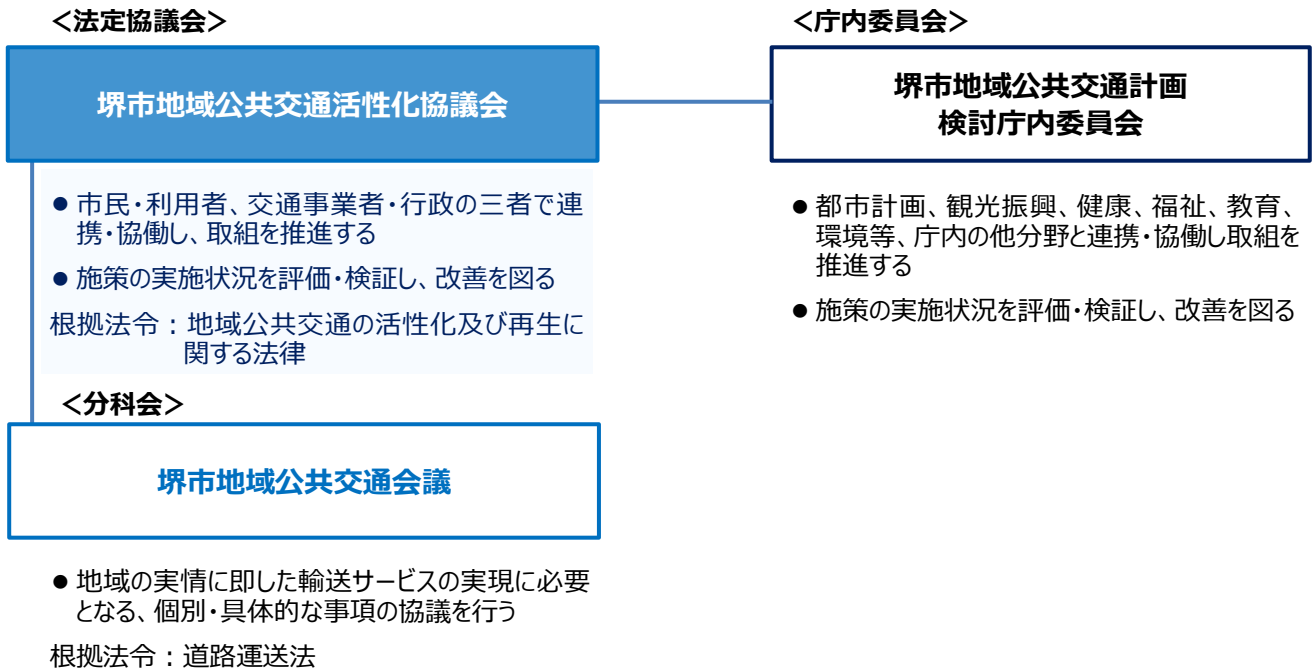 ＜法定協議会＞
堺市地域公共交通活性化協議会
● 市民・利用者、交通事業者・行政の三者で連
携・協働し、取組を推進する
● 施策の実施状況を評価・検証し、改善を図る
根拠法令：地域公共交通の活性化及び再生に
関する法律
＜分科会＞
堺市地域公共交通会議
● 地域の実情に即した輸送サービスの実現に必要
となる、個別・具体的な事項の協議を行う
根拠法令：道路運送法
＜庁内委員会＞
堺市地域公共交通計画
検討庁内委員会
● 都市計画、観光振興、健康、福祉、教育、
環境等、庁内の他分野と連携・協働し取組を
推進する
● 施策の実施状況を評価・検証し、改善を図る